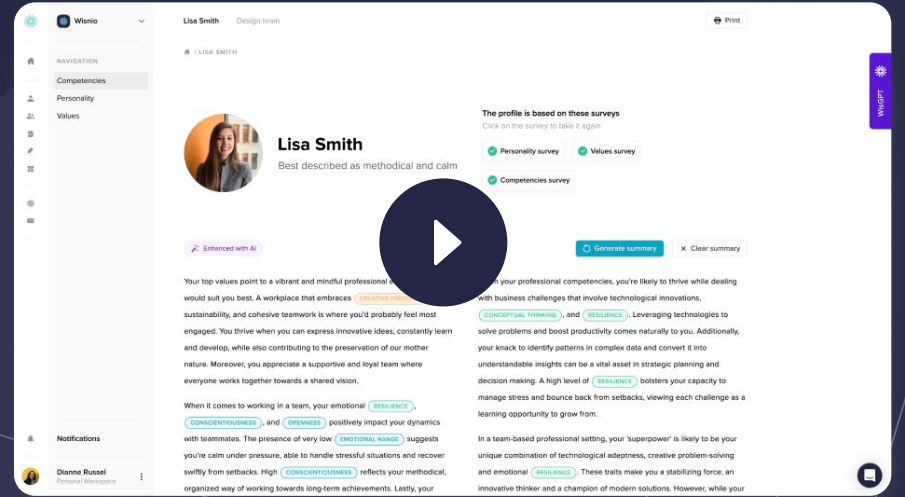 Wisnio
Lisa Smith
Design team
Print
/ LISA SMITH
NAVIGATION
Competencies
Personality
Values
WisGPT
The profile is based on these surveys
Click on the survey to take it again
Personality survey
Values survey
Competencies survey
Lisa Smith
Best described as methodical and calm
Enhanced with AI
Generate summary
Clear summary
Your top values point to a vibrant and mindful professional
would suit you best. A workplace that embraces CREATIVE
sustainability, and cohesive teamwork is where you'd probably feel most
engaged. You thrive when you can express innovative ideas, constantly learn
and develop, while also contributing to the preservation of our mother
nature. Moreover, you appreciate a supportive and loyal team where
everyone works together towards a shared vision.
When it comes to working in a team, your emotional RESILIENCE,
CONSCIENTIOUSNESS, and OPENNESS positively impact your dynamics
with teammates. The presence of very low EMOTIONAL RANGE suggests
you're calm under pressure, able to handle stressful situations and recover
swiftly from setbacks. High CONSCIENTIOUSNESS reflects your methodical,
organized way of working towards long-term achievements. Lastly, your
your professional competencies, you're likely to thrive while dealing
with business challenges that involve technological innovations,
CONCEPTUAL THINKING, and RESILIENCE. Leveraging technologies to
solve problems and boost productivity comes naturally to you. Additionally,
your knack to identify patterns in complex data and convert it into
understandable insights can be a vital asset in strategic planning and
decision making. A high level of RESILIENCE bolsters your capacity to
manage stress and bounce back from setbacks, viewing each challenge as a
learning opportunity to grow from.
In a team-based professional setting, your 'superpower' is likely to be your
unique combination of technological adeptness, creative problem-solving
and emotional RESILIENCE. These traits make you a stabilizing force, an
innovative thinker and a champion of modern solutions. However, while your
Notifications
Dianne Russel
Personal Workspace